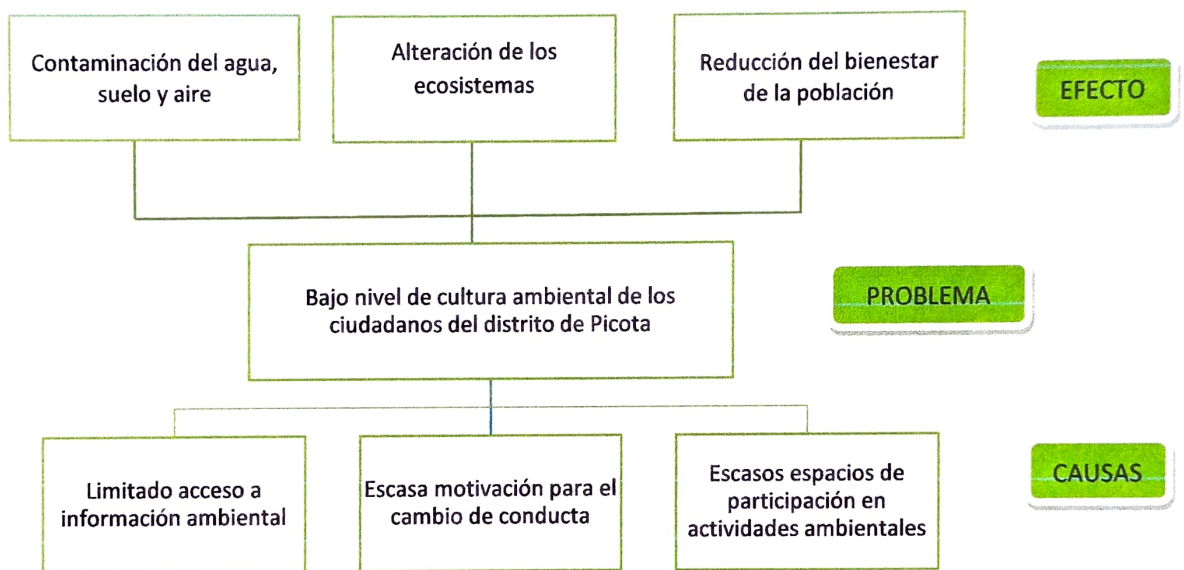 Contaminación del agua,
suelo y aire
Alteración de los
ecosistemas
Reducción del bienestar
de la población
EFECTO
Bajo nivel de cultura ambiental de los
ciudadanos del distrito de Picota
PROBLEMA
Limitado acceso a
información ambiental
Escasa motivación para el
cambio de conducta
Escasos espacios de
participación en
actividades ambientales
CAUSAS